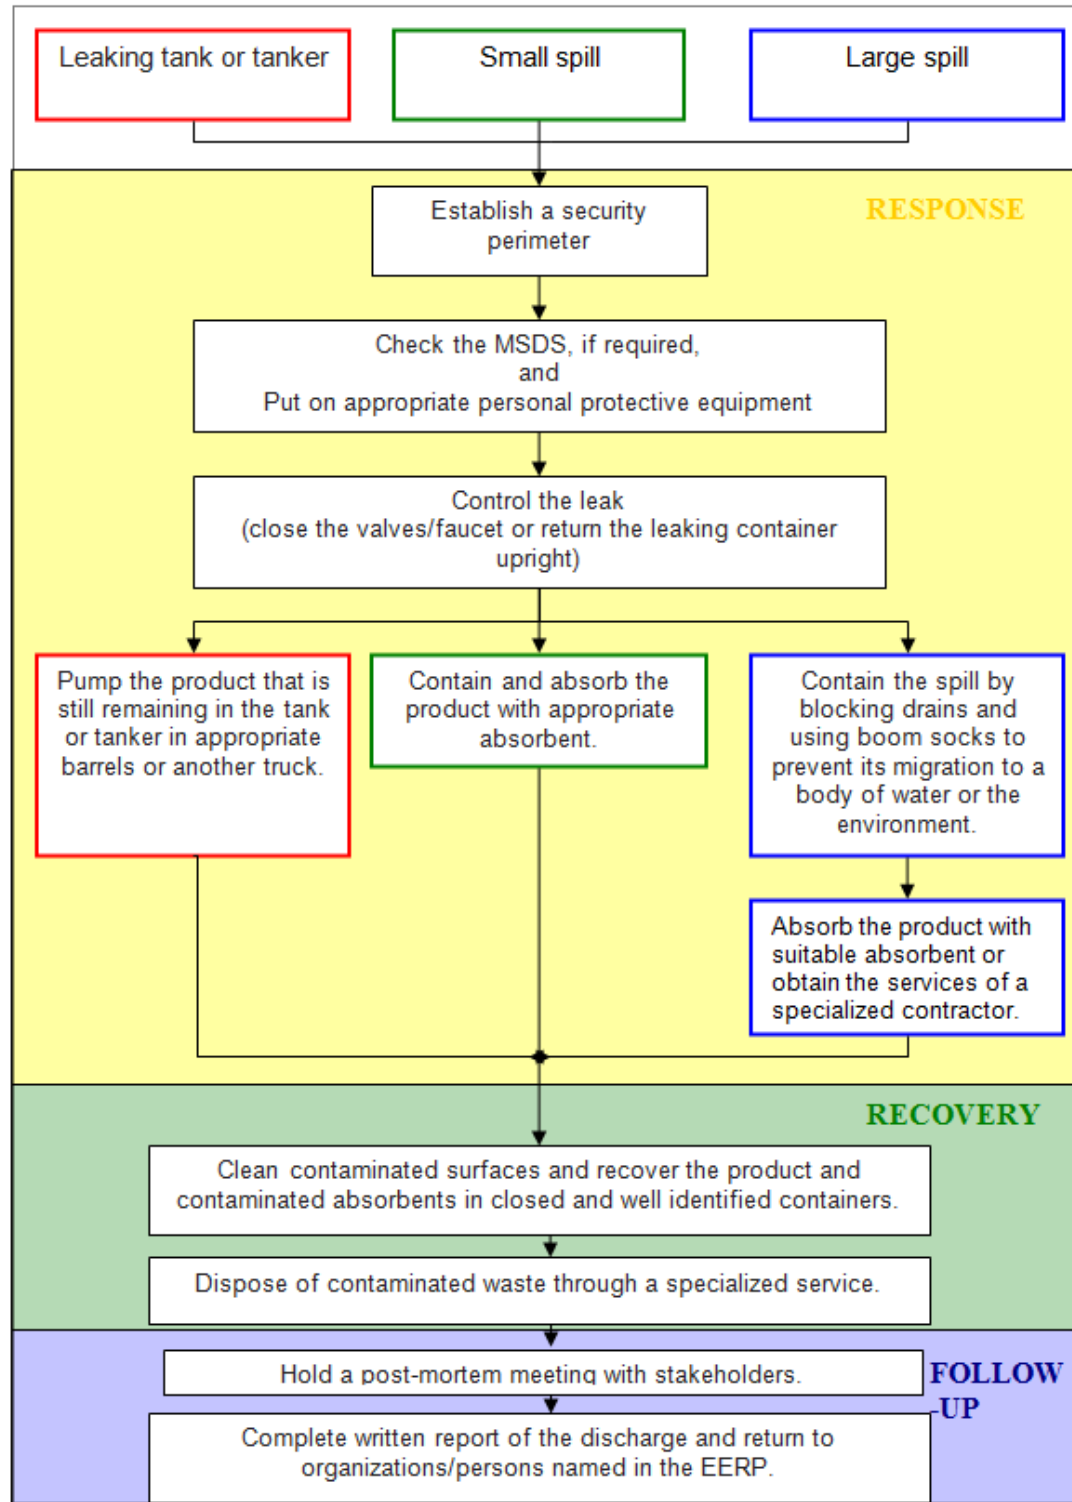 Leaking tank or tanker
Small spill
Large spill
RESPONSE
Establish a security
perimeter
Check the MSDS, if required,
and
Put on appropriate personal protective equipment
Control the leak
(close the valves/faucet or return the leaking container
upright)
Pump the product that is
still remaining in the tank
or tanker in appropriate
barrels or another truck.
Contain and absorb the
product with appropriate
absorbent.
Contain the spill by
blocking drains and
using boom socks to
prevent its migration to a
body of water or the
environment.
Absorb the product with
suitable absorbent or
obtain the services of a
specialized contractor.
RECOVERY
Clean contaminated surfaces and recover the product and
contaminated absorbents in closed and well identified containers.
Dispose of contaminated waste through a specialized service.
Hold a post-mortem meeting with stakeholders.
FOLLOW
-UP
Complete written report of the discharge and return to
organizations/persons named in the EERP.